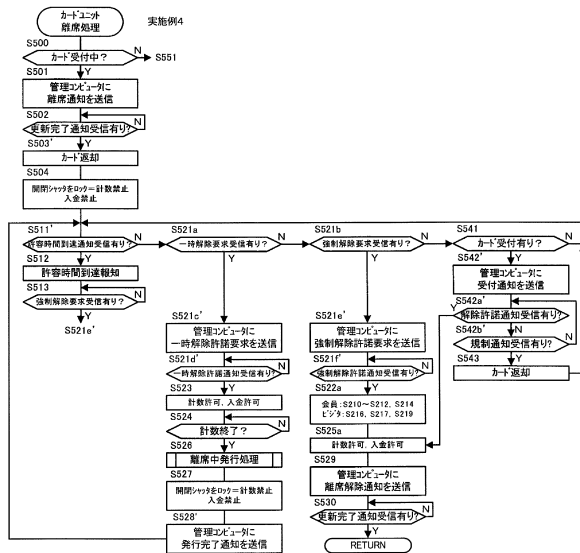 カードユニット
離席処理
実施例4
S500
カード受付中?
N
S551
Y
S501
管理コンピュータに
離席通知を送信
S502
N
更新完了通知受信有り?
Y
S503'
カード返却
S504
開閉シャッタをロック=計数禁止
入金禁止
S511'
許容時間到達通知受信有り?
N
Y
S512
許容時間到達報知
S513
N
強制解除要求受信有り?
Y
S521e'
S521a
一時解除要求受信有り?
N
Y
S521c'
管理コンピュータに
一時解除許諾要求を送信
S521d'
N
一時解除許諾通知受信有り?
Y
S523
計数許可、入金許可
S524
N
計数終了?
Y
S526
離席中発行処理
S527
開閉シャッタをロック=計数禁止
入金禁止
S528'
管理コンピュータに
発行完了通知を送信
S521b
強制解除要求受信有り?
N
Y
S521e'
管理コンピュータに
強制解除許諾要求を送信
S521f'
N
強制解除許諾通知受信有り?
Y
S522a
会員:S210~S212、S214
ビジタ:S216、S217、S219
S525a
計数許可、入金許可
S529
管理コンピュータに
離席解除通知を送信
S530
N
更新完了通知受信有り?
Y
RETURN
S541
カード受付有り?
N
Y
S542'
管理コンピュータに
受付通知を送信
S542a'
Y
解除許諾通知受信有り?
N
S542b'
N
規制通知受信有り?
Y
S543
カード返却